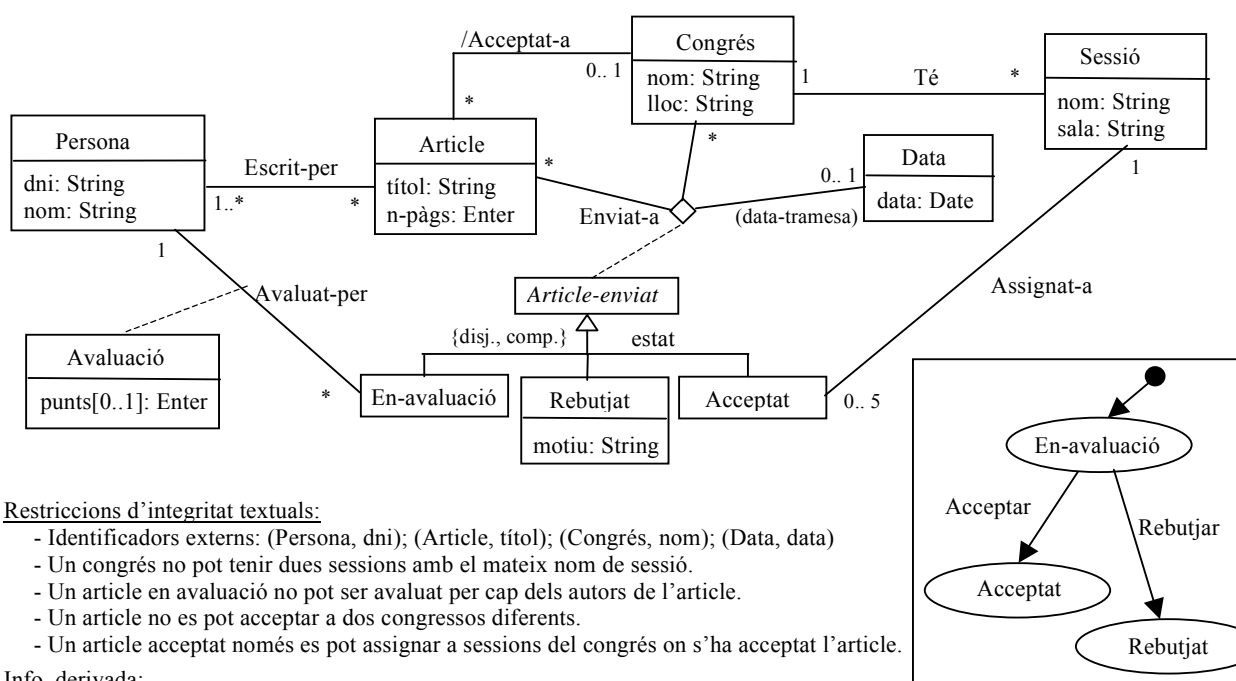 /Acceptat-a
Congrés
nom: String
lloc: String
0.. 1
*
1
Té
*
Sessió
nom: String
sala: String
1
Persona
dni: String
nom: String
Escrit-per
1..*
*
Article
títol: String
n-pàgs: Enter
*
*
Enviat-a
0.. 1
(data-tramesa)
Data
data: Date
1
Avaluat-per
Article-enviat
Assignat-a
{disj., comp.}
estat
Avaluació
punts[0..1]: Enter
*
En-avaluació
Rebutjat
motiu: String
Acceptat
0.. 5
En-avaluació
Acceptar
Rebutjar
Acceptat
Rebutjat
Restriccions d'integritat textuals:
- Identificadors externs: (Persona, dni); (Article, títol); (Congrés, nom); (Data, data)
- Un congrés no pot tenir dues sessions amb el mateix nom de sessió.
- Un article en avaluació no pot ser avaluat per cap dels autors de l'article.
- Un article no es pot acceptar a dos congressos diferents.
- Un article acceptat només es pot assignar a sessions del congrés on s'ha acceptat l'article.
Info. derivada: